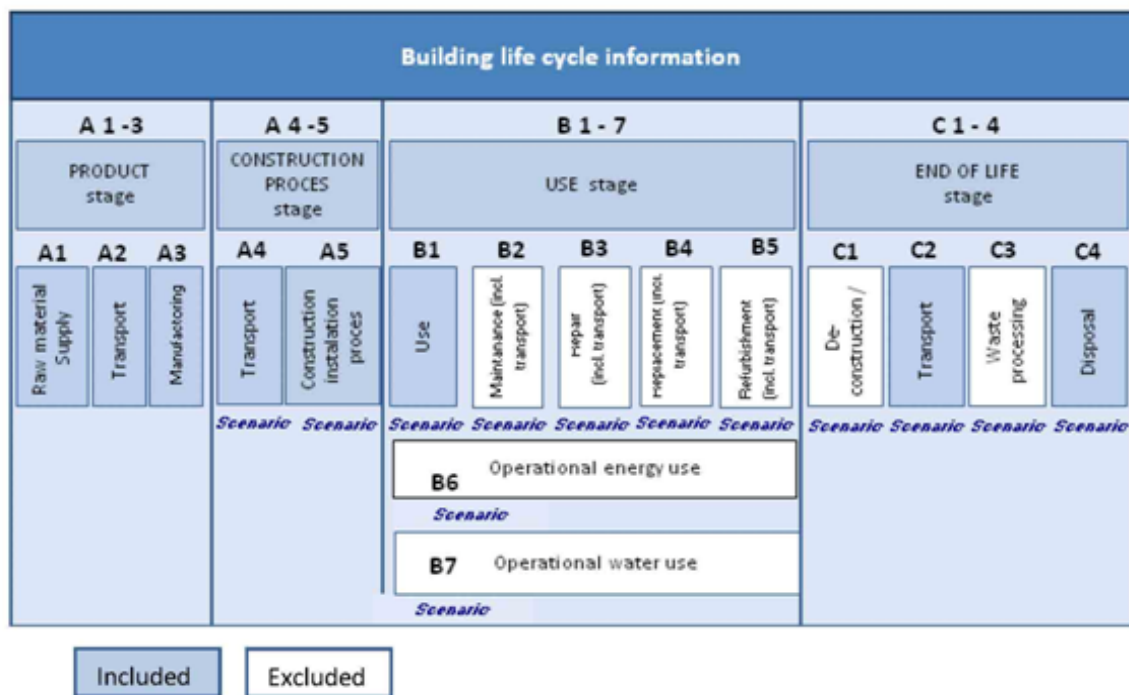 Building life cycle information
A 1 -3
A 4 -5
B 1 - 7
C 1 - 4
PRODUCT
stage
CONSTRUCTION
PROCES
stage
USE stage
END OF LIFE
stage
A1
A2
A3
A4
A5
B1
B2
B3
B4
B5
C1
C2
C3
C4
Raw material
Supply
Transport
Manufactoring
Transport
Construction
instalation
proces
Use
Maintanance (incl.
transport)
Repair
(incl. transport)
Replacement (incl.
transport)
Refurbishment
(incl. transport)
De-
construction /
Transport
Waste
processing
Disposal
Scenario
Scenario
Scenario
Scenario
Scenario
Scenario
Scenario
Scenario
Scenario
Scenario
Scenario
B6 Operational energy use
Scenario
B7 Operational water use
Scenario
Included
Excluded